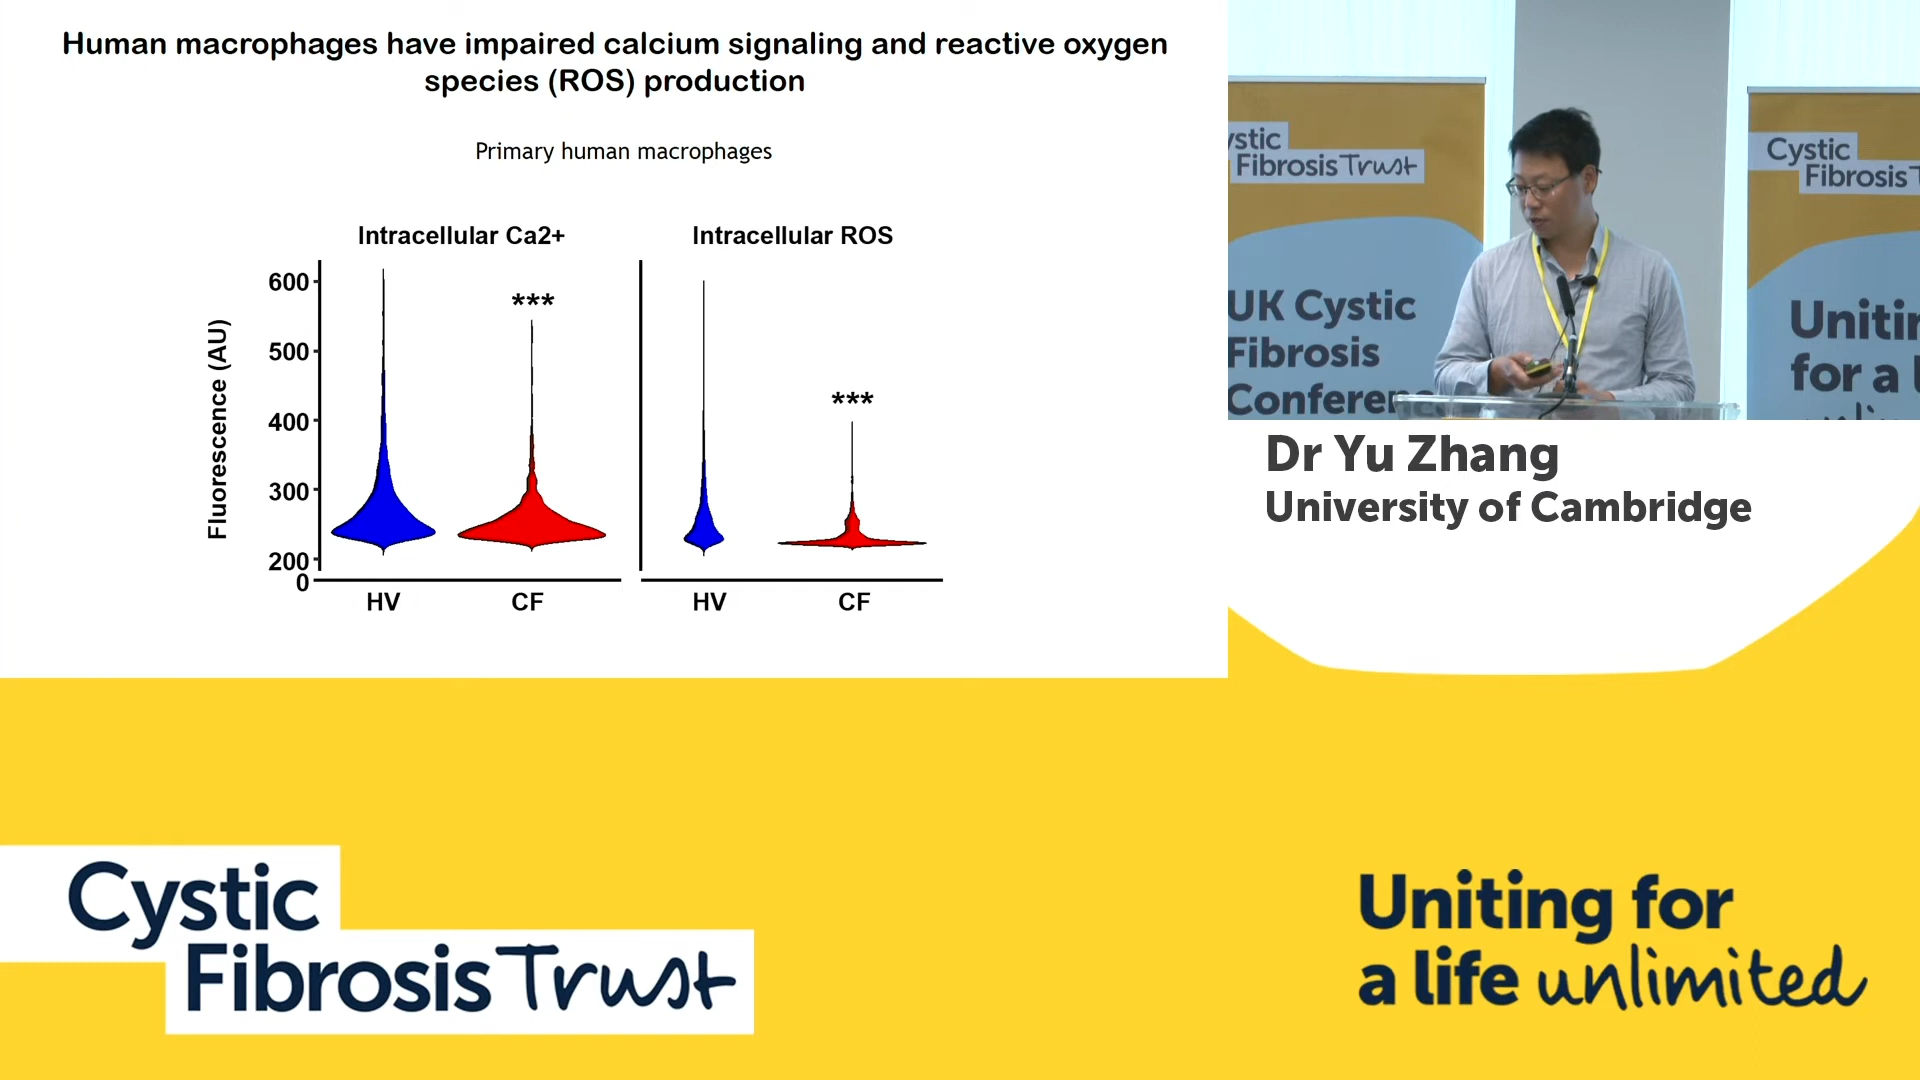 Human macrophages have impaired calcium signaling and reactive oxygen
species (ROS) production
Primary human macrophages
Intracellular Ca2+
Intracellular ROS
Fluorescence (AU)
600
500
400
300
200
0
***
***
HV
CF
HV
CF
Cystic
Fibrosis Trust
UK Cystic
Fibrosis
Cystic
Fibrosis
for a
Dr Yu Zhang
University of Cambridge
Cystic
Fibrosis Trust
Uniting for
a life unlimited